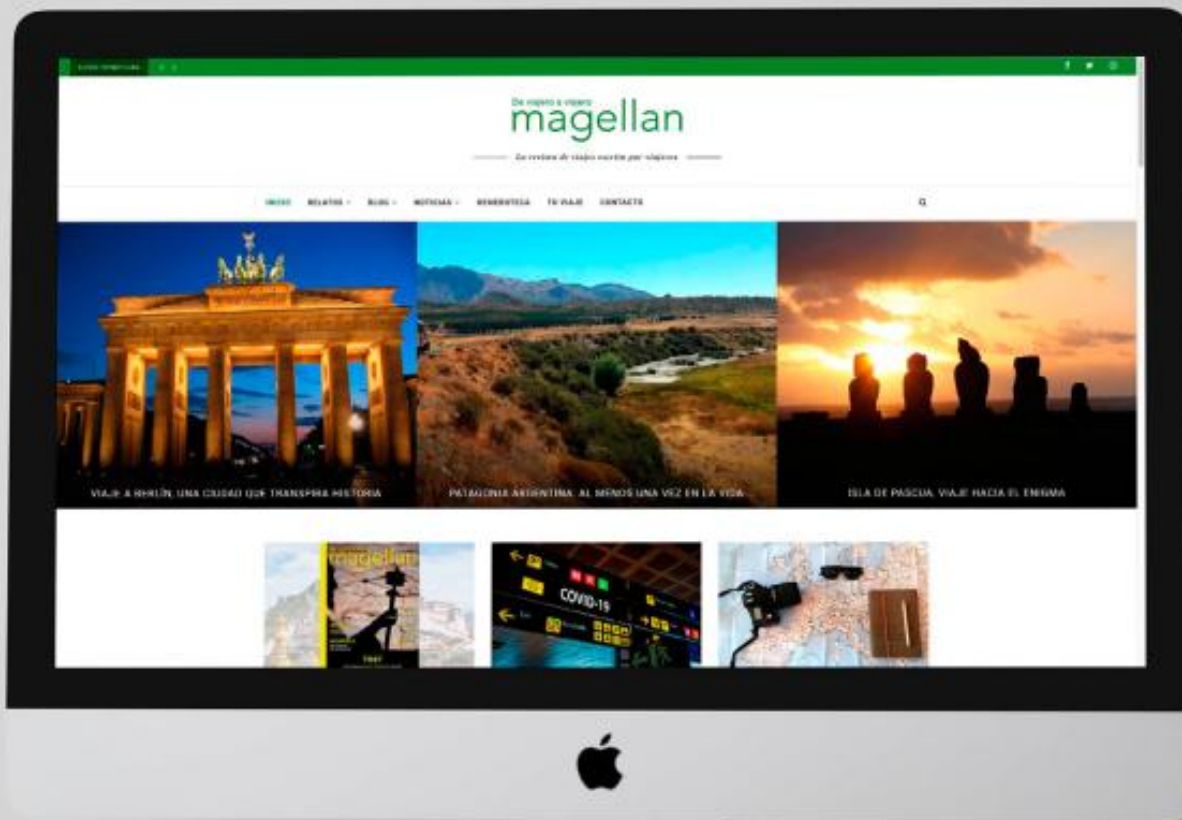 De viajero a viajero
magellan
La revista de viajes escrita por viajeros
INICIO RELATOS BLOG NOTICIAS HEMEROTECA TU VIAJE CONTACTO
VIAJE A BERLÍN, UNA CIUDAD QUE TRANSPIRA HISTORIA
PATAGONIA ARGENTINA: AL MENOS UNA VEZ EN LA VIDA
ISLA DE PASCUA, VIAJE HACIA EL ENIGMA
magellan
COVID-19